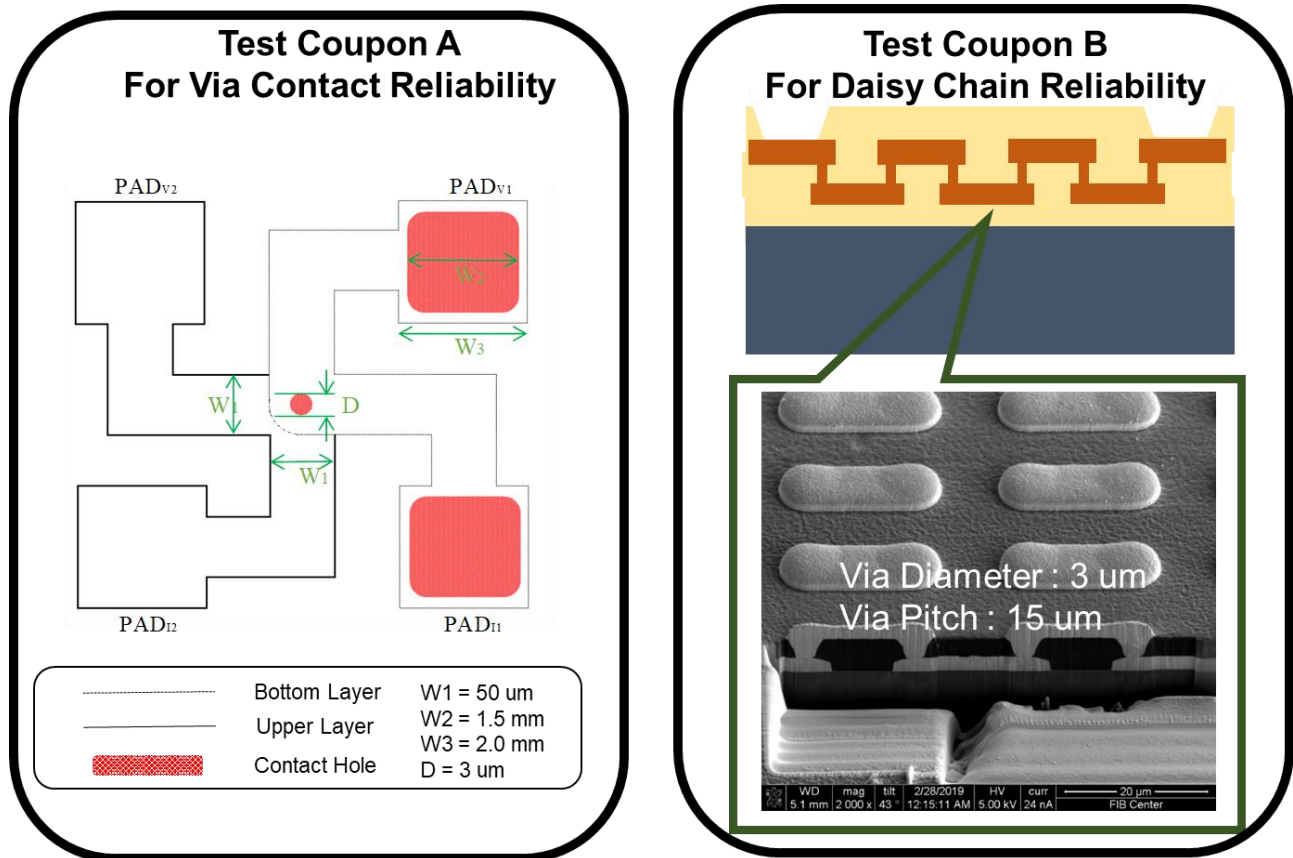 Test Coupon A
For Via Contact Reliability
PADV2
PADV1
W2
W3
W1
D
W1
PADI2
PADI1
Bottom Layer
Upper Layer
Contact Hole
W1 = 50 um
W2 = 1.5 mm
W3 = 2.0 mm
D = 3 um
Test Coupon B
For Daisy Chain Reliability
Via Diameter : 3 um
Via Pitch : 15 um
WD mag tilt 2/28/2019 HV curr 20 µm
5.1 mm 2 000 x 43 ° 12:15:11 AM 5.00 kV 24 nA FIB Center